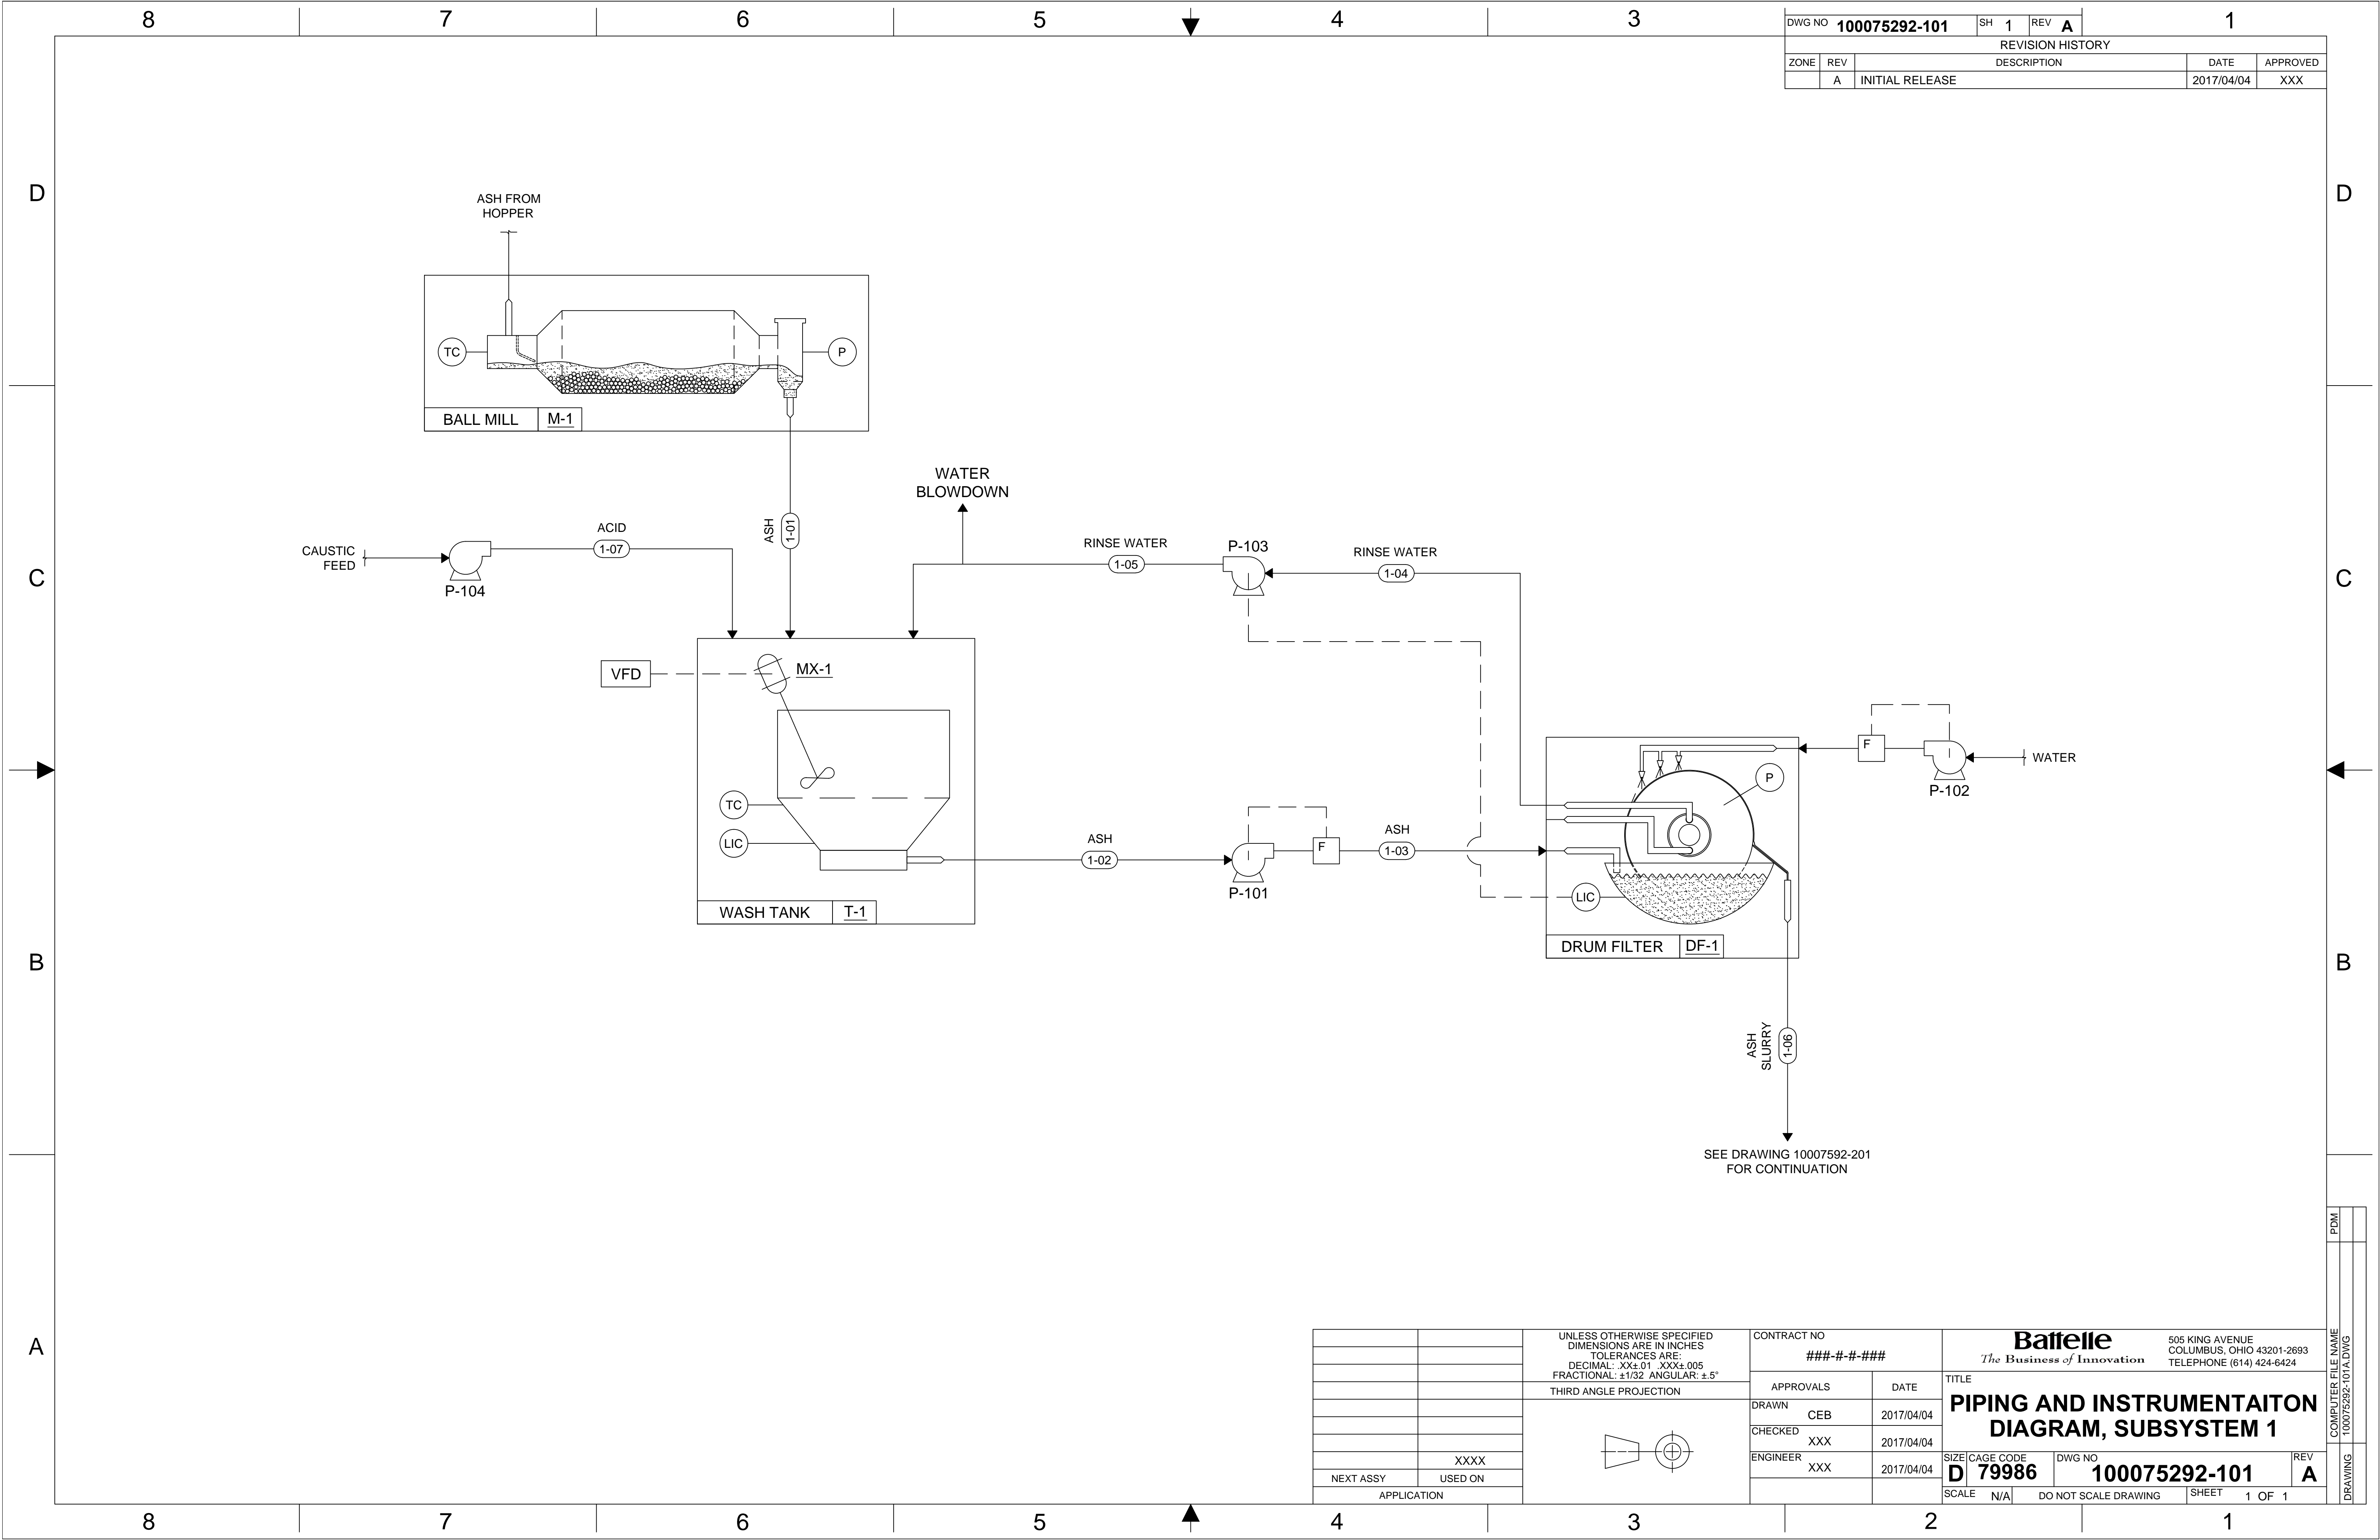 8 7 6 5 4 3 1
DWG NO 100075292-101 SH 1 REV A
REVISION HISTORY
ZONE REV DESCRIPTION DATE APPROVED
A INITIAL RELEASE 2017/04/04 XXX
D D
ASH FROM
HOPPER
TC
P
BALL MILL M-1
WATER
BLOWDOWN
ASH
1-01
CAUSTIC
FEED
P-104
ACID
1-07
RINSE WATER
1-05
P-103
RINSE WATER
1-04
C C
VFD
MX-1
TC
LIC
WASH TANK T-1
ASH
1-02
P-101
F
ASH
1-03
P
LIC
DRUM FILTER DF-1
F
P-102
WATER
B B
ASH
SLURRY
1-06
SEE DRAWING 10007592-201
FOR CONTINUATION
A
XXXX
NEXT ASSY USED ON
APPLICATION
UNLESS OTHERWISE SPECIFIED
DIMENSIONS ARE IN INCHES
TOLERANCES ARE:
DECIMAL: .XX±.01 .XXX±.005
FRACTIONAL: ±1/32 ANGULAR: ±.5°
THIRD ANGLE PROJECTION
CONTRACT NO
###-#-#-###
APPROVALS DATE
DRAWN CEB 2017/04/04
CHECKED XXX 2017/04/04
ENGINEER XXX 2017/04/04
Battelle
The Business of Innovation
505 KING AVENUE
COLUMBUS, OHIO 43201-2693
TELEPHONE (614) 424-6424
TITLE
PIPING AND INSTRUMENTAITON
DIAGRAM, SUBSYSTEM 1
SIZE D CAGE CODE 79986 DWG NO 100075292-101 REV A
SCALE N/A DO NOT SCALE DRAWING SHEET 1 OF 1
PDM
COMPUTER FILE NAME
100075292-101A.DWG
DRAWING
8 7 6 5 4 3 2 1